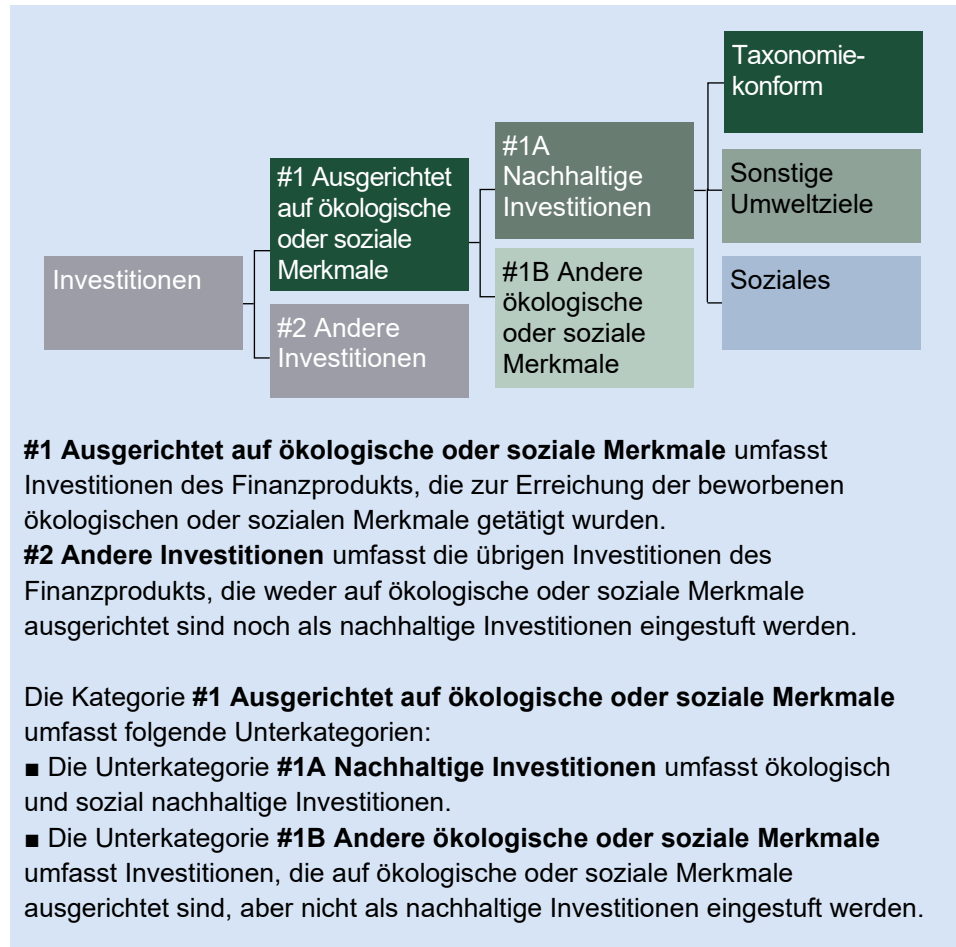 Taxonomie-
konform
#1A
Nachhaltige
Investitionen
Sonstige
Umweltziele
#1 Ausgerichtet
auf ökologische
oder soziale
Merkmale
Investitionen
#1B Andere
ökologische
oder soziale
Merkmale
Soziales
#2 Andere
Investitionen
#1 Ausgerichtet auf ökologische oder soziale Merkmale umfasst
Investitionen des Finanzprodukts, die zur Erreichung der beworbenen
ökologischen oder sozialen Merkmale getätigt wurden.
#2 Andere Investitionen umfasst die übrigen Investitionen des
Finanzprodukts, die weder auf ökologische oder soziale Merkmale
ausgerichtet sind noch als nachhaltige Investitionen eingestuft werden.
Die Kategorie #1 Ausgerichtet auf ökologische oder soziale Merkmale
umfasst folgende Unterkategorien:
■ Die Unterkategorie #1A Nachhaltige Investitionen umfasst ökologisch
und sozial nachhaltige Investitionen.
■ Die Unterkategorie #1B Andere ökologische oder soziale Merkmale
umfasst Investitionen, die auf ökologische oder soziale Merkmale
ausgerichtet sind, aber nicht als nachhaltige Investitionen eingestuft werden.